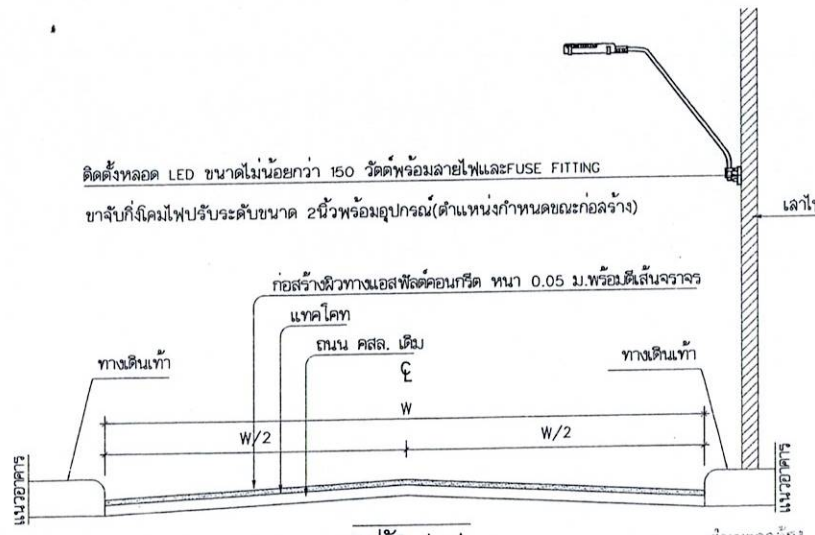 ติดตั้งหลอด LED ขนาดไม่น้อยกว่า 150 วัตต์พร้อมสายไฟและFUSE FITTING
ขาจับกิ่งโคมไฟปรับระดับขนาด 2นิ้วพร้อมอุปกรณ์(ตำแหน่งกำหนดขณะก่อสร้าง)
ก่อสร้างผิวทางแอสฟัลต์คอนกรีต หนา 0.05 ม.พร้อมตีเส้นจราจร
แทคโคท
ถนน คสล. เดิม
ทางเดินเท้า
ทางเดินเท้า
W
W/2
W/2
แนวอาคาร
แนวอาคาร